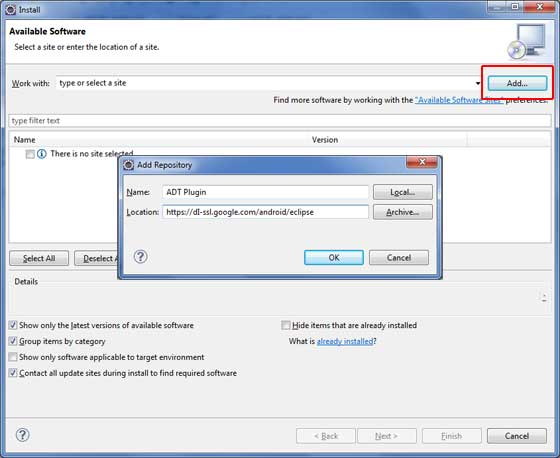 Install
Available Software
Select a site or enter the location of a site.
Work with: type or select a site Add...
Find more software by working with the "Available Software Sites" preferences.
type filter text
Name Version
There is no site selected
Add Repository
Name: ADT Plugin Local...
Location: https://dl-ssl.google.com/android/eclipse Archive...
OK Cancel
Select All Deselect A
Details
Show only the latest versions of available software Hide items that are already installed
Group items by category What is already installed?
Show only software applicable to target environment
Contact all update sites during install to find required software
< Back Next > Finish Cancel